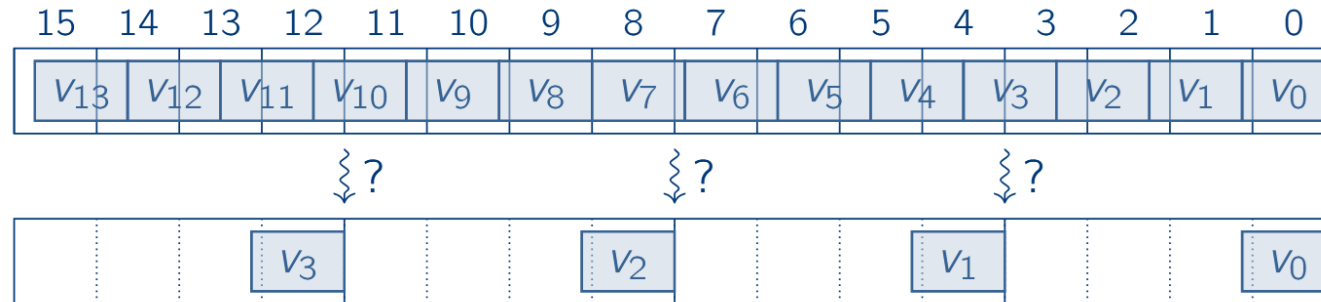 15 14 13 12 11 10 9 8 7 6 5 4 3 2 1 0
v₁₃ v₁₂ v₁₁ v₁₀ v₉ v₈ v₇ v₆ v₅ v₄ v₃ v₂ v₁ v₀
? ? ?
v₃ v₂ v₁ v₀